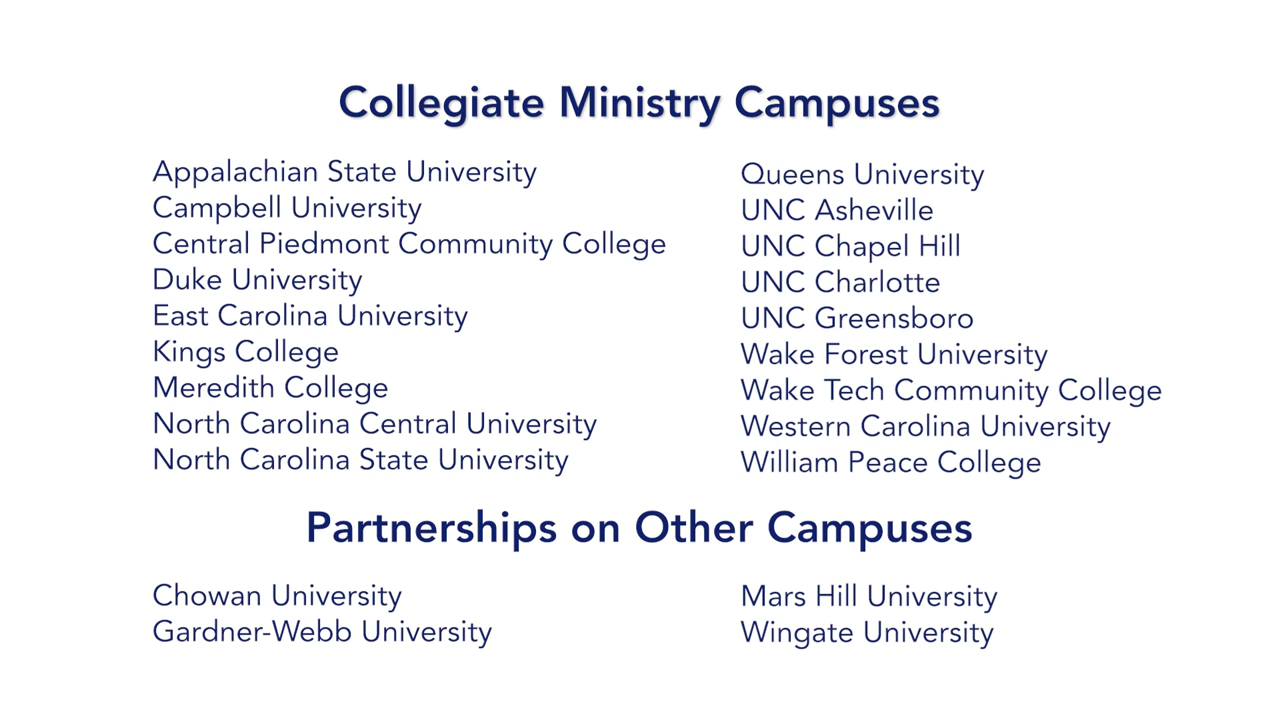 Collegiate Ministry Campuses
Appalachian State University
Campbell University
Central Piedmont Community College
Duke University
East Carolina University
Kings College
Meredith College
North Carolina Central University
North Carolina State University
Queens University
UNC Asheville
UNC Chapel Hill
UNC Charlotte
UNC Greensboro
Wake Forest University
Wake Tech Community College
Western Carolina University
William Peace College
Partnerships on Other Campuses
Chowan University
Gardner-Webb University
Mars Hill University
Wingate University